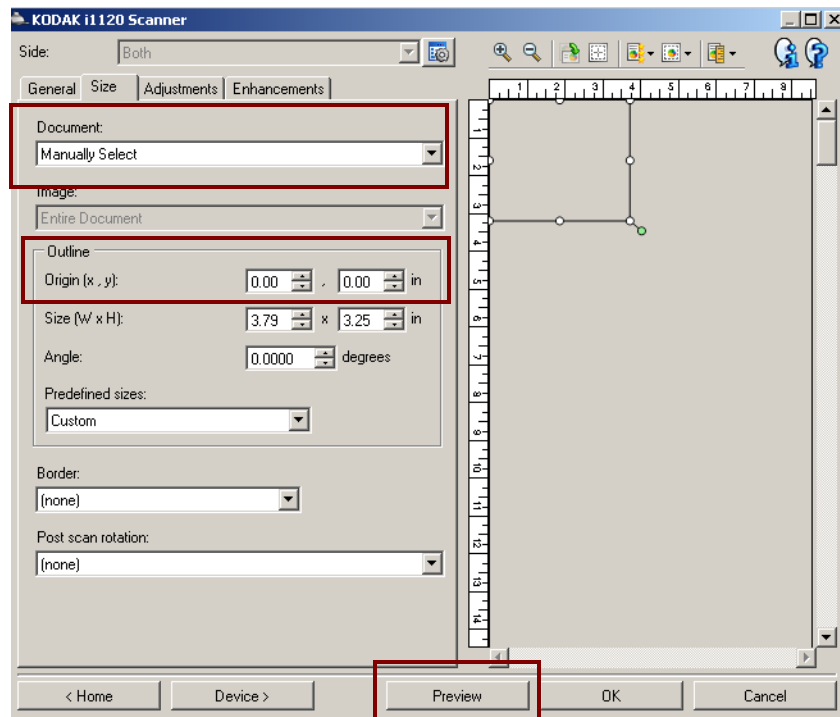 KODAK i1120 Scanner
Side:
Both
General
Size
Adjustments
Enhancements
Document:
Manually Select
Image:
Entire Document
Outline
Origin (x , y):
0.00 , 0.00 in
Size (W x H):
3.79 x 3.25 in
Angle:
0.0000 degrees
Predefined sizes:
Custom
Border:
(none)
Post scan rotation:
(none)
1 2 3 4 5 6 7 8
1
2
3
4
5
6
7
8
9
10
11
12
13
14
< Home
Device >
Preview
OK
Cancel